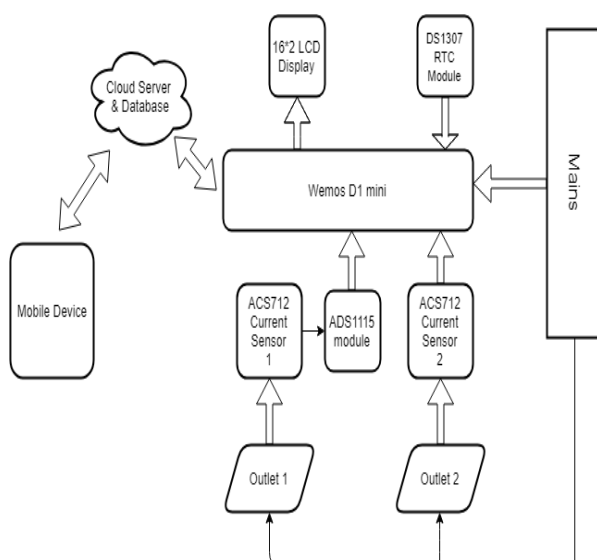 16*2 LCD
Display
DS1307
RTC
Module
Cloud Server
& Database
Mains
Wemos D1 mini
Mobile Device
ACS712
Current
Sensor
1
ADS1115
module
ACS712
Current
Sensor
2
Outlet 1
Outlet 2